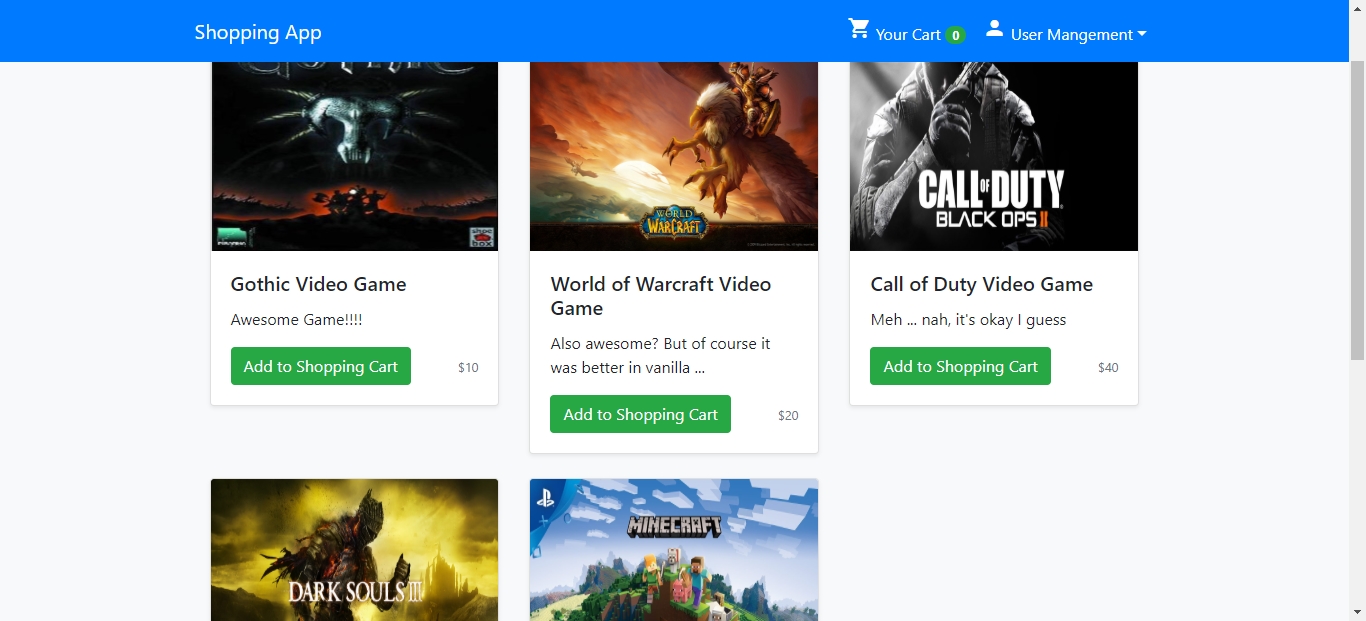 Shopping App
Your Cart 0
User Mangement
WORLD
WARCRAFT
CALL OF DUTY
BLACK OPS II
Gothic Video Game
Awesome Game!!!!
Add to Shopping Cart
$10
World of Warcraft Video
Game
Also awesome? But of course it
was better in vanilla ...
Add to Shopping Cart
$20
Call of Duty Video Game
Meh ... nah, it's okay I guess
Add to Shopping Cart
$40
DARK SOULS III
MINECRAFT